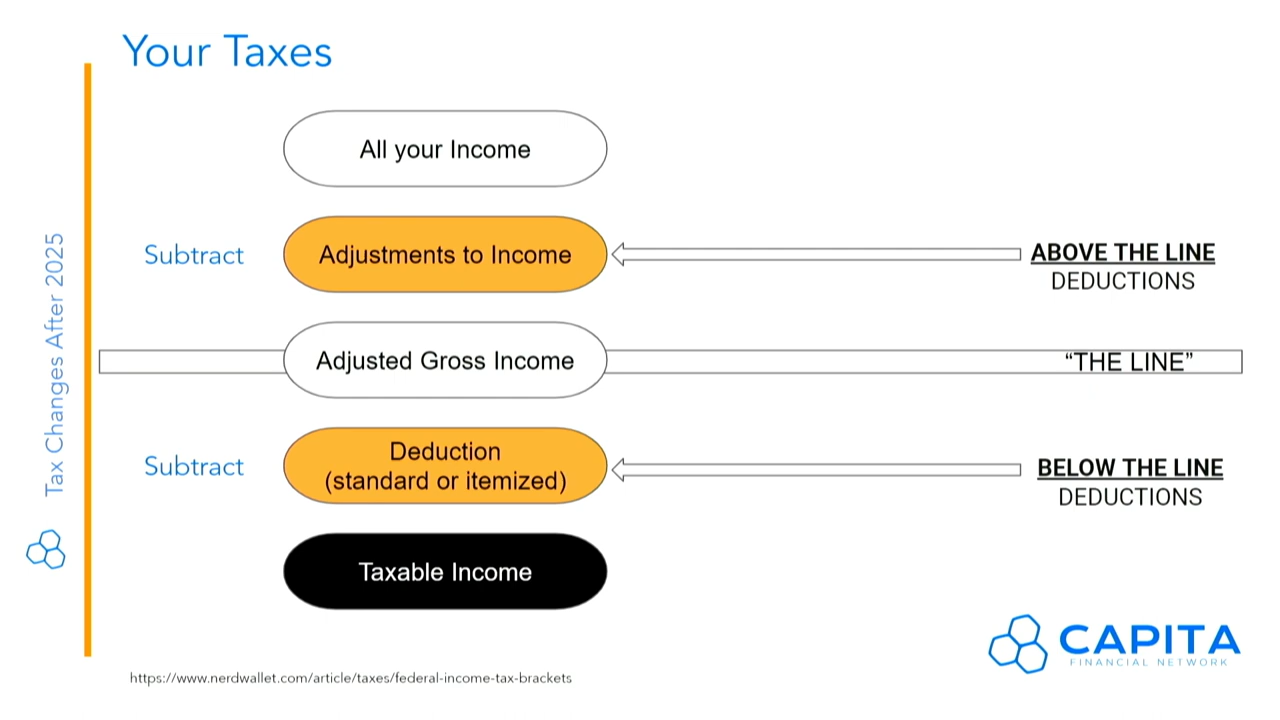 Your Taxes
Tax Changes After 2025
All your Income
Subtract
Adjustments to Income
ABOVE THE LINE
DEDUCTIONS
Adjusted Gross Income
“THE LINE”
Subtract
Deduction
(standard or itemized)
BELOW THE LINE
DEDUCTIONS
Taxable Income
CAPITA
FINANCIAL NETWORK
https://www.nerdwallet.com/article/taxes/federal-income-tax-brackets